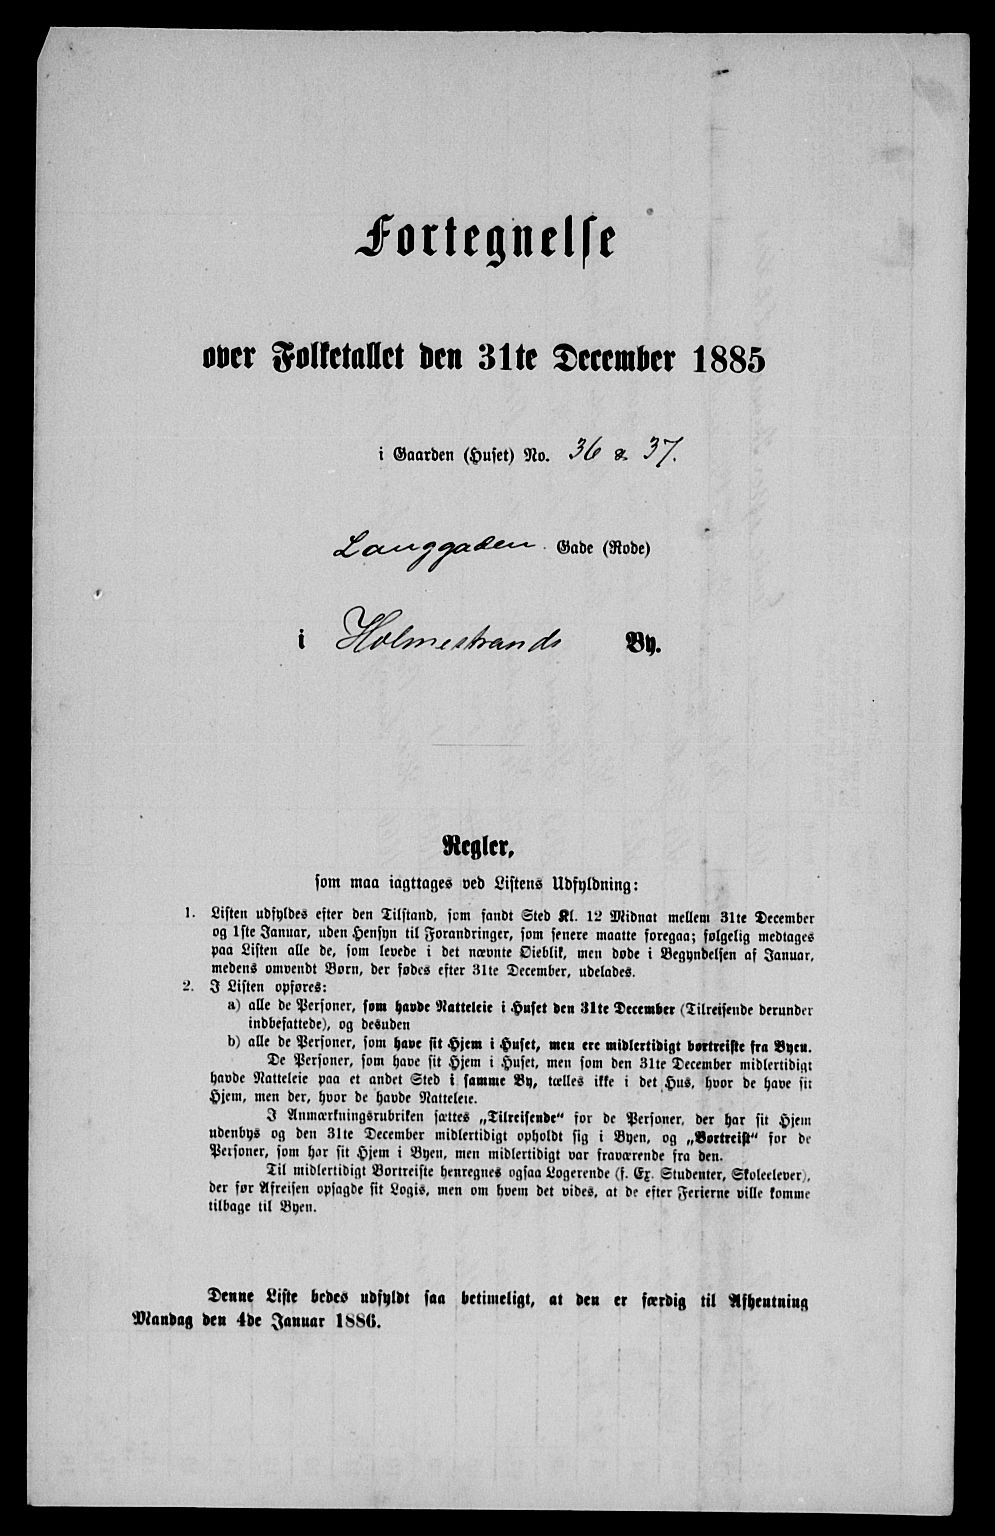 Fortegnelse
over Folketallet den 31te December 1885
i Gaarden (Huset) No. 36 & 37.
Langgaden Gade (Rode)
i Holmestrands By.
Regler,
som maa iagttages ved Listens Udfyldning:
1. Listen udfyldes efter den Tilstand, som fandt Sted Kl. 12 Midnat mellem 31te December
og 1ste Januar, uden Hensyn til Forandringer, som senere maatte foregaa; følgelig medtages
paa Listen alle de, som levede i det nævnte Øieblik, men døde i Begyndelsen af Januar,
medens omvendt Børn, der fødes efter 31te December, udelades.
2. I Listen opføres:
a) alle de Personer, som havde Natteleie i Huset den 31te December (Tilreisende derunder
indbefattede), og desuden
b) alle de Personer, som have sit Hjem i Huset, men ere midlertidigt bortreiste fra Byen.
De Personer, som have sit Hjem i Huset, men som den 31te December midlertidigt
havde Natteleie paa et andet Sted i samme By, tælles ikke i det Hus, hvor de have sit
Hjem, men der, hvor de havde Natteleie.
I Anmærkningsrubriken sættes „Tilreisende“ for de Personer, der har sit Hjem
udenbys og den 31te December midlertidigt opholdt sig i Byen, og „Bortreist“ for de
Personer, som har sit Hjem i Byen, men midlertidigt var fraværende fra den.
Til midlertidigt Bortreiste henregnes ogsaa Logerende (f. Ex. Studenter, Skoleelever),
der før Afreisen opsagde sit Logis, men om hvem det vides, at de efter Ferierne ville komme
tilbage til Byen.
Denne Liste bedes udfyldt saa betimeligt, at den er færdig til Afhentning
Mandag den 4de Januar 1886.